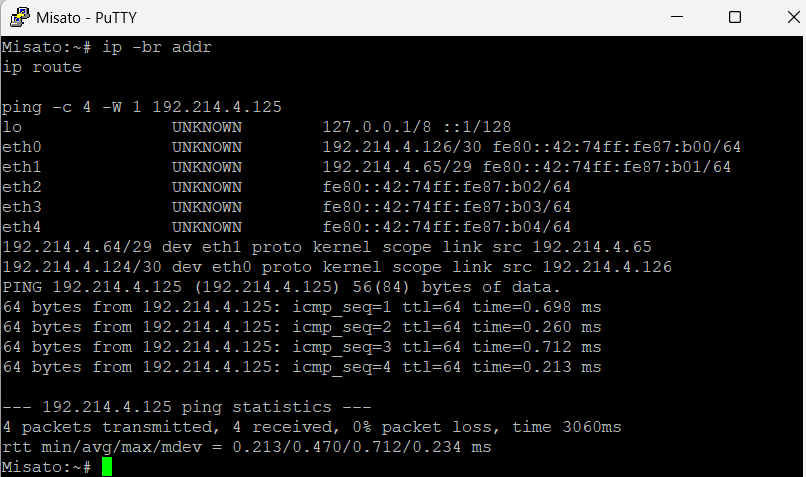 Misato - PuTTY
Misato:~# ip -br addr
ip route
ping -c 4 -W 1 192.214.4.125
lo               UNKNOWN        127.0.0.1/8 ::1/128
eth0             UNKNOWN        192.214.4.126/30 fe80::42:74ff:fe87:b00/64
eth1             UNKNOWN        192.214.4.65/29 fe80::42:74ff:fe87:b01/64
eth2             UNKNOWN        fe80::42:74ff:fe87:b02/64
eth3             UNKNOWN        fe80::42:74ff:fe87:b03/64
eth4             UNKNOWN        fe80::42:74ff:fe87:b04/64
192.214.4.64/29 dev eth1 proto kernel scope link src 192.214.4.65
192.214.4.124/30 dev eth0 proto kernel scope link src 192.214.4.126
PING 192.214.4.125 (192.214.4.125) 56(84) bytes of data.
64 bytes from 192.214.4.125: icmp_seq=1 ttl=64 time=0.698 ms
64 bytes from 192.214.4.125: icmp_seq=2 ttl=64 time=0.260 ms
64 bytes from 192.214.4.125: icmp_seq=3 ttl=64 time=0.712 ms
64 bytes from 192.214.4.125: icmp_seq=4 ttl=64 time=0.213 ms
--- 192.214.4.125 ping statistics ---
4 packets transmitted, 4 received, 0% packet loss, time 3060ms
rtt min/avg/max/mdev = 0.213/0.470/0.712/0.234 ms
Misato:~#